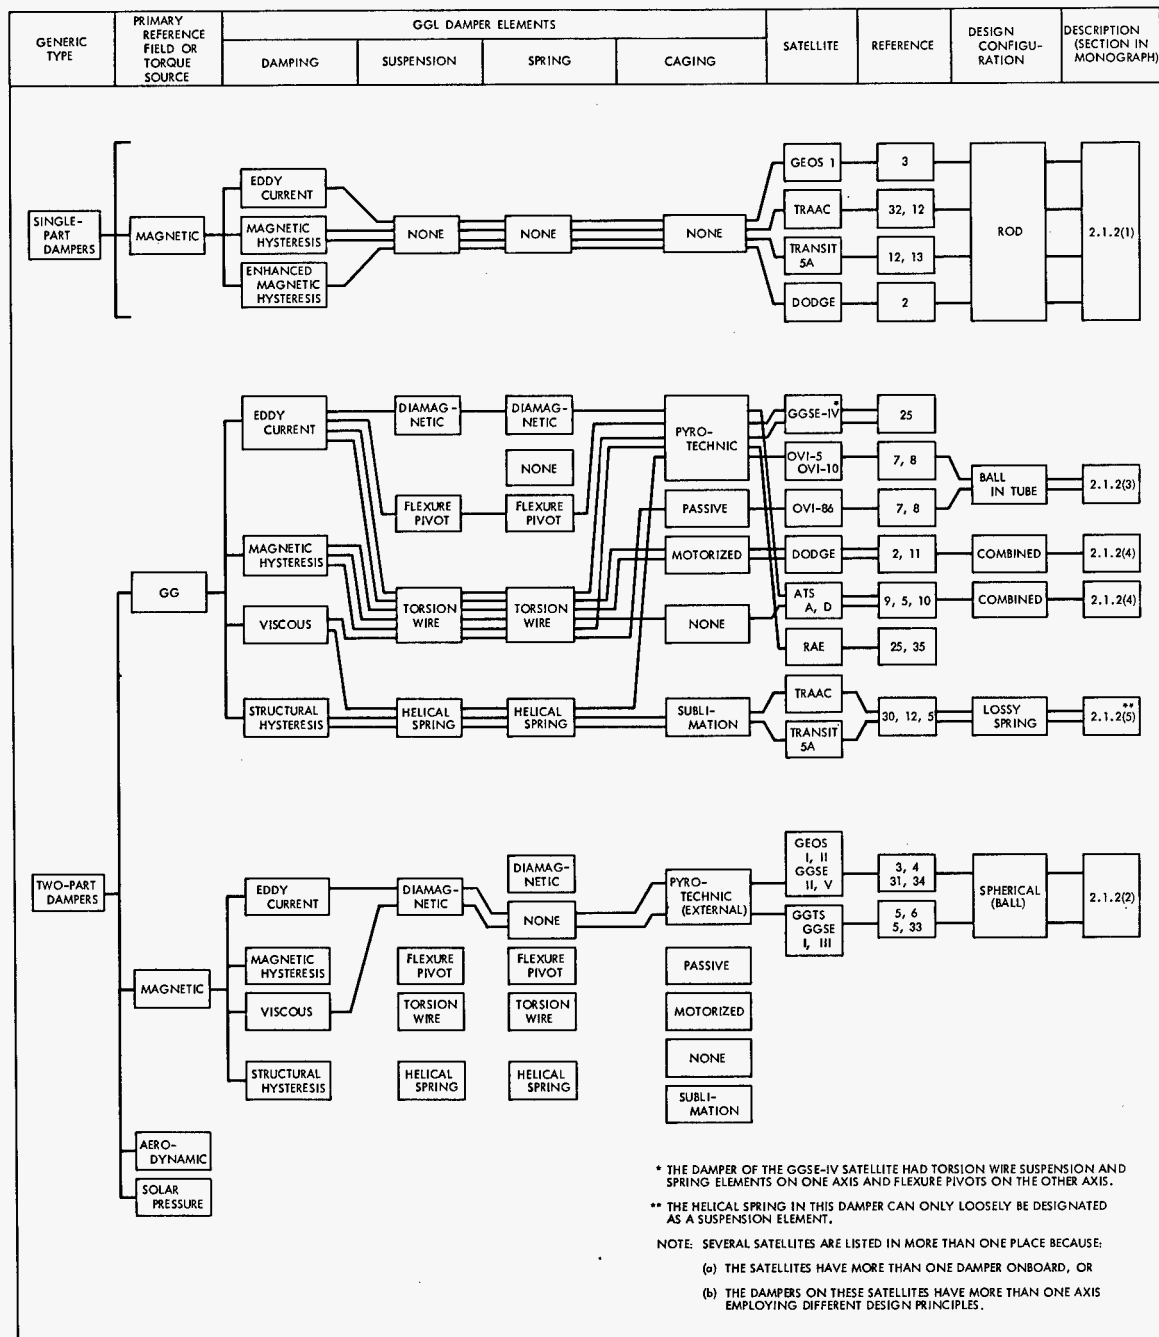 GENERIC
TYPE
PRIMARY
REFERENCE
FIELD OR
TORQUE
SOURCE
GGL DAMPER ELEMENTS
DAMPING
SUSPENSION
SPRING
CAGING
SATELLITE
REFERENCE
DESIGN
CONFIGU-
RATION
DESCRIPTION
(SECTION IN
MONOGRAPH)
SINGLE-
PART
DAMPERS
MAGNETIC
EDDY
CURRENT
MAGNETIC
HYSTERESIS
ENHANCED
MAGNETIC
HYSTERESIS
NONE
NONE
NONE
GEOS 1
TRAAC
TRANSIT
5A
DODGE
3
32, 12
12, 13
2
ROD
2.1.2(1)
TWO-PART
DAMPERS
GG
EDDY
CURRENT
MAGNETIC
HYSTERESIS
VISCOUS
STRUCTURAL
HYSTERESIS
DIAMAG-
NETIC
FLEXURE
PIVOT
TORSION
WIRE
HELICAL
SPRING
DIAMAG-
NETIC
NONE
FLEXURE
PIVOT
TORSION
WIRE
HELICAL
SPRING
PYRO-
TECHNIC
PASSIVE
MOTORIZED
NONE
SUBLI-
MATION
GGSE-IV*
OVI-5
OVI-10
OVI-86
DODGE
ATS
A, D
RAE
TRAAC
TRANSIT
5A
25
7, 8
7, 8
2, 11
9, 5, 10
25, 35
30, 12, 5
BALL
IN TUBE
COMBINED
COMBINED
LOSSY
SPRING
2.1.2(3)
2.1.2(4)
2.1.2(4)
**
2.1.2(5)
MAGNETIC
EDDY
CURRENT
MAGNETIC
HYSTERESIS
VISCOUS
STRUCTURAL
HYSTERESIS
DIAMAG-
NETIC
FLEXURE
PIVOT
TORSION
WIRE
HELICAL
SPRING
DIAMAG-
NETIC
NONE
FLEXURE
PIVOT
TORSION
WIRE
HELICAL
SPRING
PYRO-
TECHNIC
(EXTERNAL)
PASSIVE
MOTORIZED
NONE
SUBLI-
MATION
GEOS
I, II
GGSE
II, V
GGTS
GGSE
I, III
3, 4
31, 34
5, 6
5, 33
SPHERICAL
(BALL)
2.1.2(2)
AERO-
DYNAMIC
SOLAR
PRESSURE
* THE DAMPER OF THE GGSE-IV SATELLITE HAD TORSION WIRE SUSPENSION AND
SPRING ELEMENTS ON ONE AXIS AND FLEXURE PIVOTS ON THE OTHER AXIS.
** THE HELICAL SPRING IN THIS DAMPER CAN ONLY LOOSELY BE DESIGNATED
AS A SUSPENSION ELEMENT.
NOTE: SEVERAL SATELLITES ARE LISTED IN MORE THAN ONE PLACE BECAUSE:
(a) THE SATELLITES HAVE MORE THAN ONE DAMPER ONBOARD, OR
(b) THE DAMPERS ON THESE SATELLITES HAVE MORE THAN ONE AXIS
EMPLOYING DIFFERENT DESIGN PRINCIPLES.